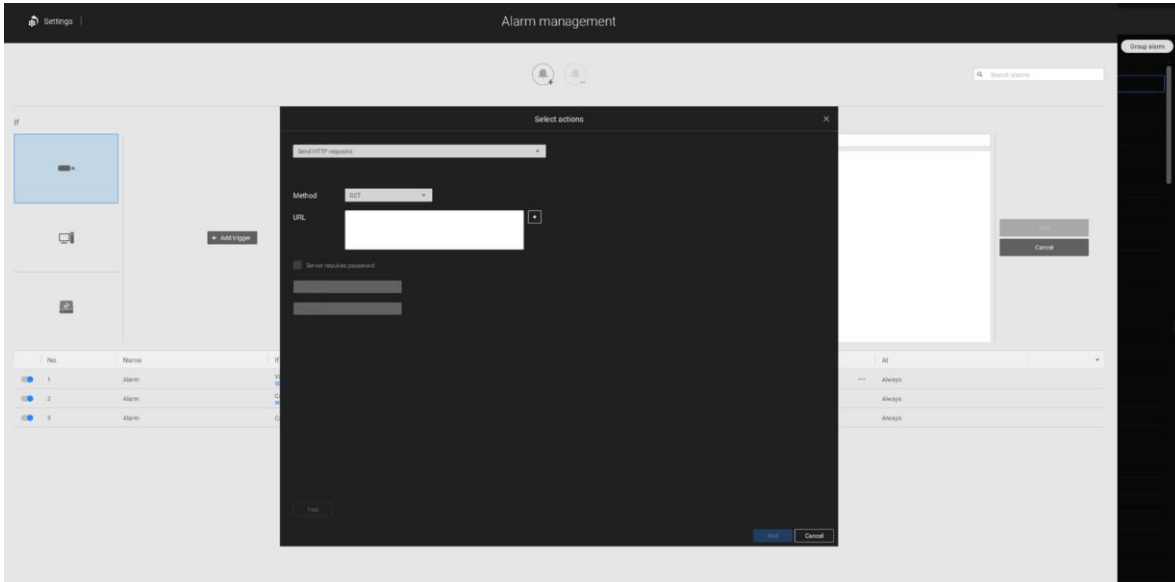 Settings
Alarm management
Group alarm
Search alarms
If
Select actions
Send HTTP requests
Method
GET
URL
+ Add trigger
Server requires password
Cancel
No.
Name
If
At
1
Alarm
Always
2
Alarm
Always
3
Alarm
Always
Test
Add
Cancel